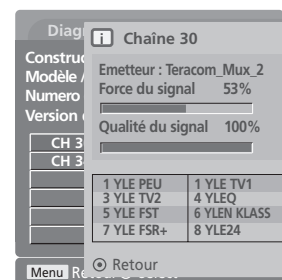 Diag
i Chaîne 30
Construc
Modèle /
Numero
Version
Emetteur : Teracom_Mux_2
Force du signal 53%
Qualité du signal 100%
CH 3
CH 3
1 YLE PEU 1 YLE TV1
3 YLE TV2 4 YLEQ
5 YLE FST 6 YLEN KLASS
7 YLE FSR+ 8 YLE24
Retour
Menu